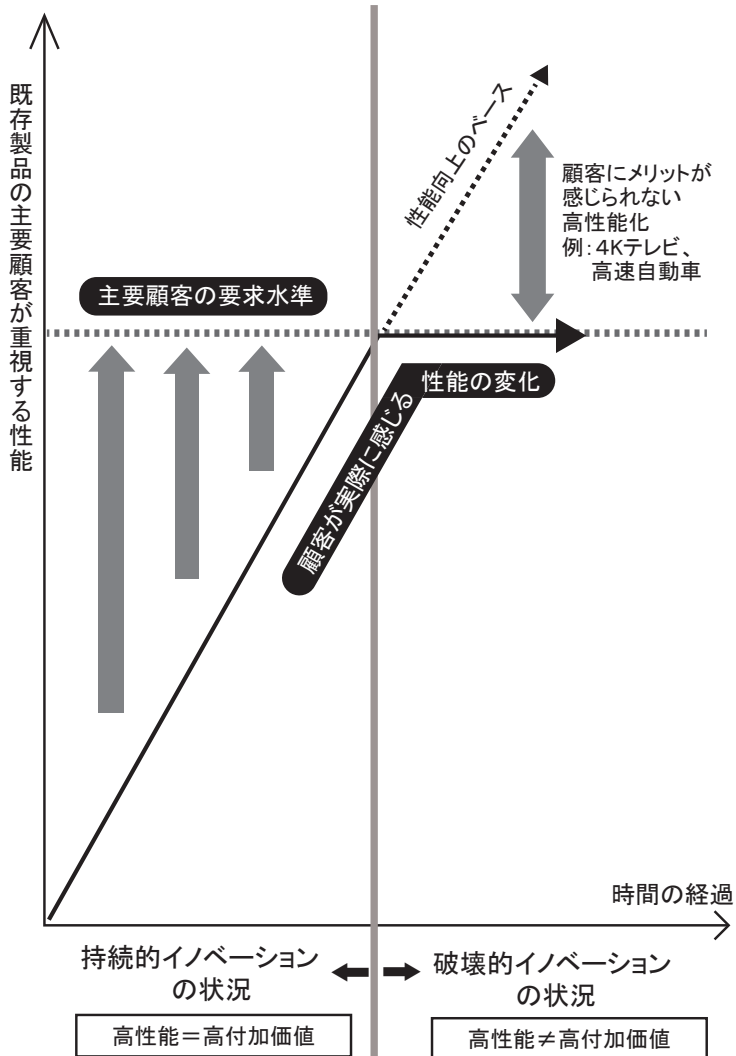 既存製品の主要顧客が重視する性能
性能向上のベース
顧客にメリットが
感じられない
高性能化
例：4Kテレビ、
高速自動車
主要顧客の要求水準
顧客が実際に感じる
性能の変化
時間の経過
持続的イノベーション
の状況
破壊的イノベーション
の状況
高性能＝高付加価値
高性能≠高付加価値